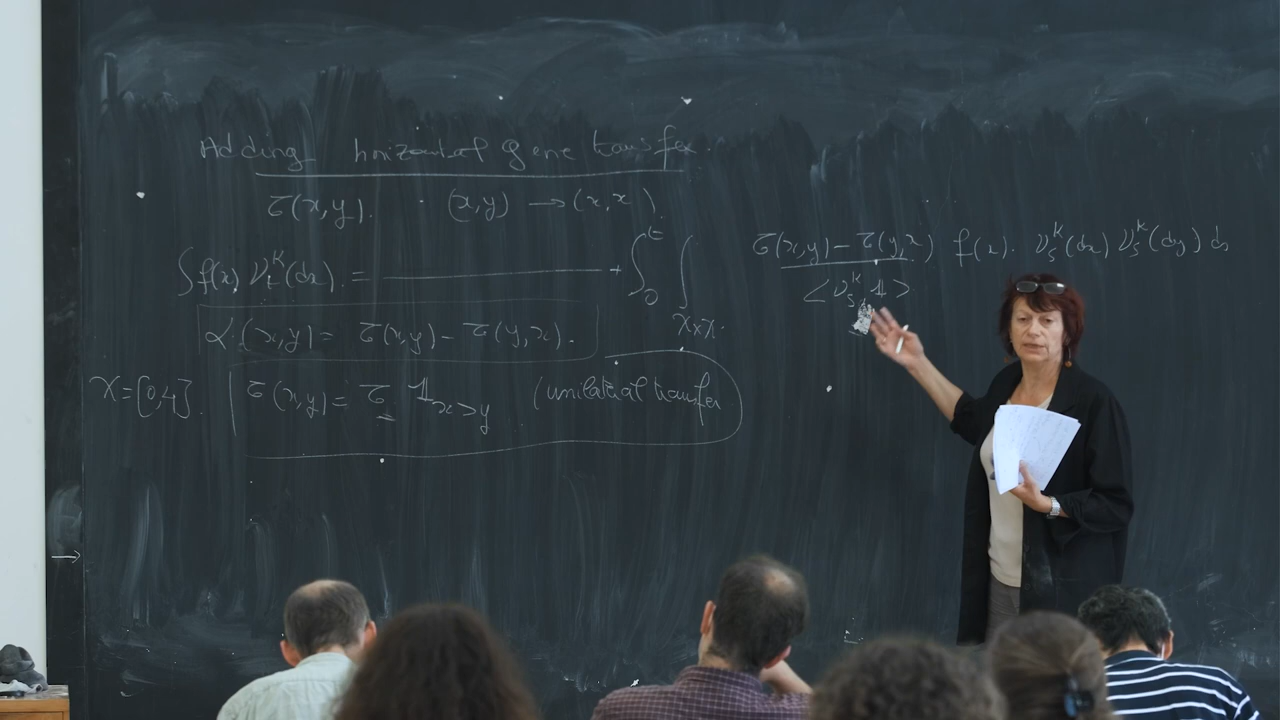 Adding horizontal gene transfer.
τ(x,y). (x,y) → (x,x).
∫f(x) ν_t^K(dx) = ———— + ∫_0^t ∫_{χ×χ} (τ(x,y) − τ(y,x)) / <ν_s^K, 𝟙> f(x). ν_s^K(dx) ν_s^K(dy) ds
α(x,y) = τ(x,y) − τ(y,x).
χ=[0,4]. τ(x,y) = τ 𝟙_{x>y} (unilateral transfer
→